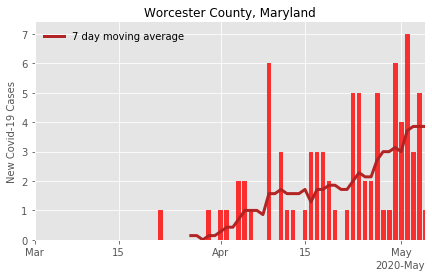 Worcester County, Maryland
7 day moving average
New Covid-19 Cases
7
6
5
4
3
2
1
0
Mar
15
Apr
15
May
2020-May